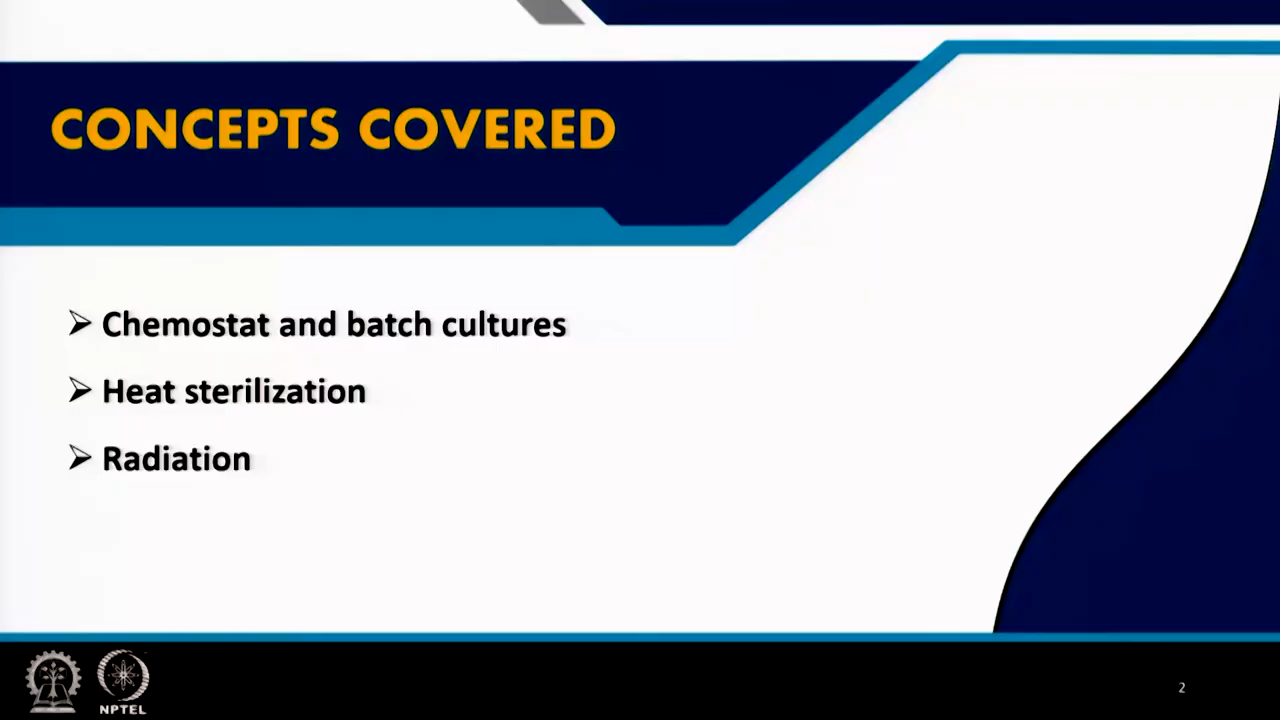 CONCEPTS COVERED
➢ Chemostat and batch cultures
➢ Heat sterilization
➢ Radiation
NPTEL
2